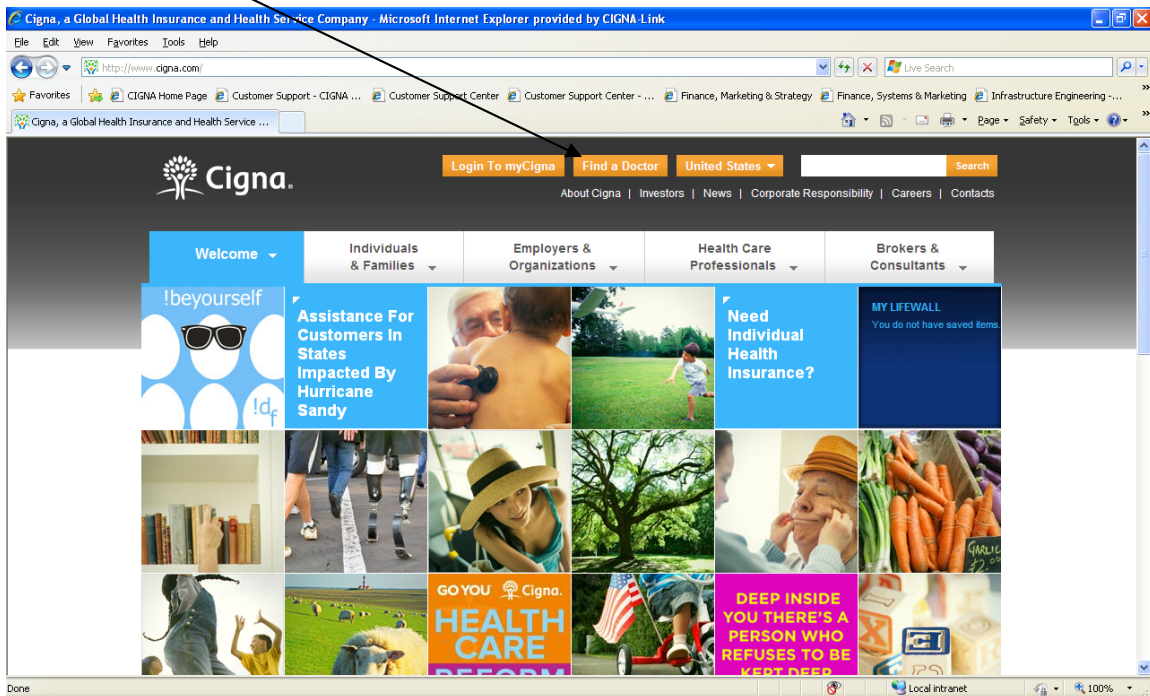 Cigna, a Global Health Insurance and Health Service Company - Microsoft Internet Explorer provided by CIGNA-Link
File Edit View Favorites Tools Help
http://www.cigna.com/
Live Search
Favorites CIGNA Home Page Customer Support - CIGNA ... Customer Support Center Customer Support Center - ... Finance, Marketing & Strategy Finance, Systems & Marketing Infrastructure Engineering -... »
Cigna, a Global Health Insurance and Health Service ... Page Safety Tools »
Cigna.
Login To myCigna Find a Doctor United States Search
About Cigna | Investors | News | Corporate Responsibility | Careers | Contacts
Welcome
Individuals
& Families
Employers &
Organizations
Health Care
Professionals
Brokers &
Consultants
!beyourself
!df
Assistance For
Customers In
States
Impacted By
Hurricane
Sandy
Need
Individual
Health
Insurance?
MY LIFEWALL
You do not have saved items.
GARLIC
GO YOU Cigna.
HEALTH
CARE
REFORM
DEEP INSIDE
YOU THERE'S A
PERSON WHO
REFUSES TO BE
KEPT DEEP
Done Local intranet 100%